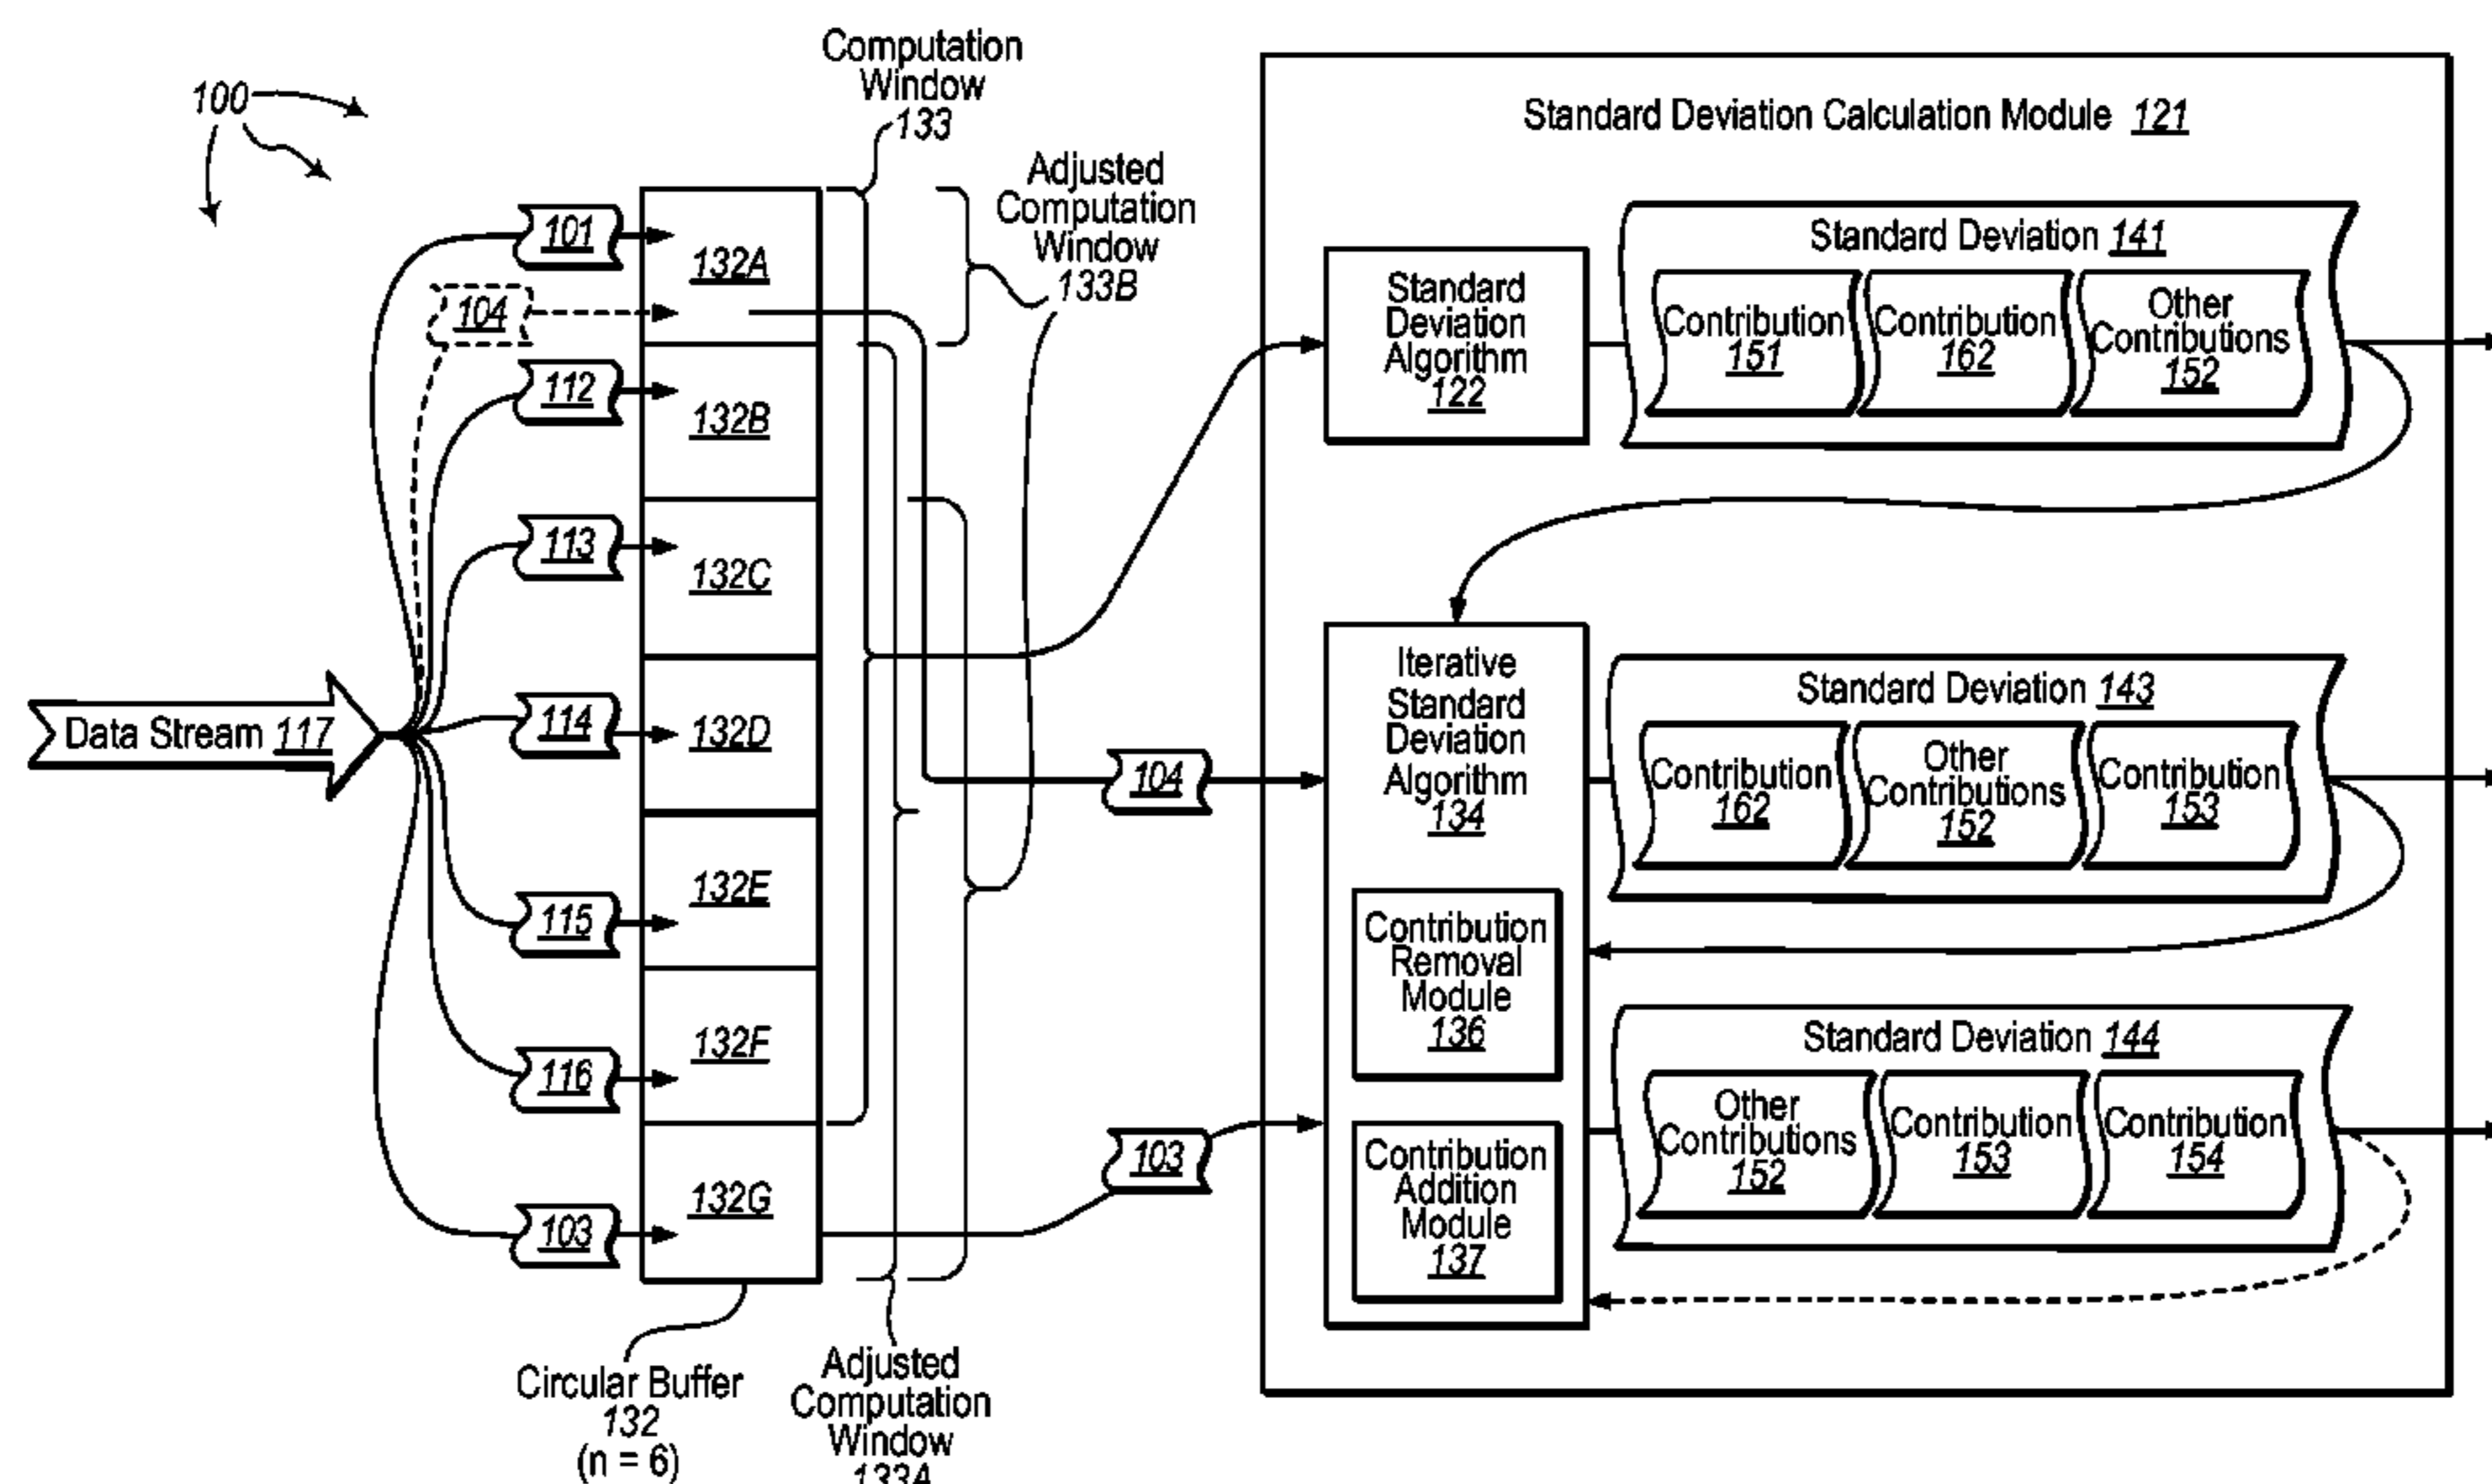 100
Computation
Window
133
Adjusted
Computation
Window
133B
101
104
112
113
114
115
116
103
Data Stream 117
132A
132B
132C
132D
132E
132F
132G
Circular Buffer
132
(n = 6)
Adjusted
Computation
Window
133A
104
103
Standard Deviation Calculation Module 121
Standard
Deviation
Algorithm
122
Standard Deviation 141
Contribution
151
Contribution
162
Other
Contributions
152
Iterative
Standard
Deviation
Algorithm
134
Contribution
Removal
Module
136
Contribution
Addition
Module
137
Standard Deviation 143
Contribution
162
Other
Contributions
152
Contribution
153
Standard Deviation 144
Other
Contributions
152
Contribution
153
Contribution
154